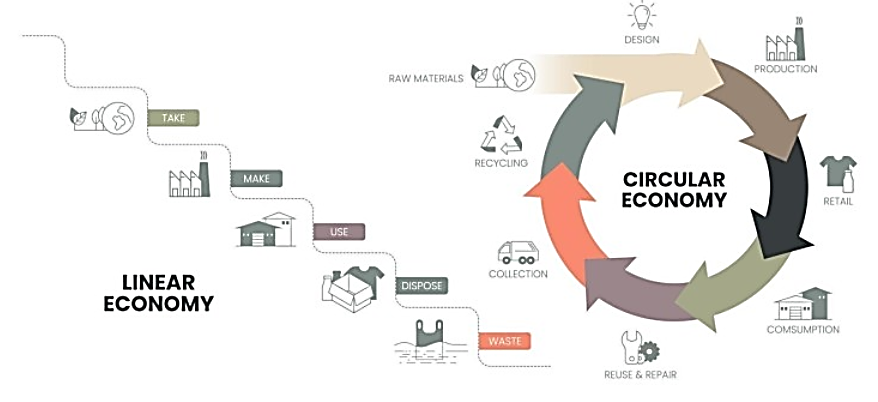 TAKE
MAKE
USE
DISPOSE
WASTE
LINEAR
ECONOMY
DESIGN
PRODUCTION
RAW MATERIALS
RECYCLING
CIRCULAR
ECONOMY
RETAIL
COLLECTION
COMSUMPTION
REUSE & REPAIR